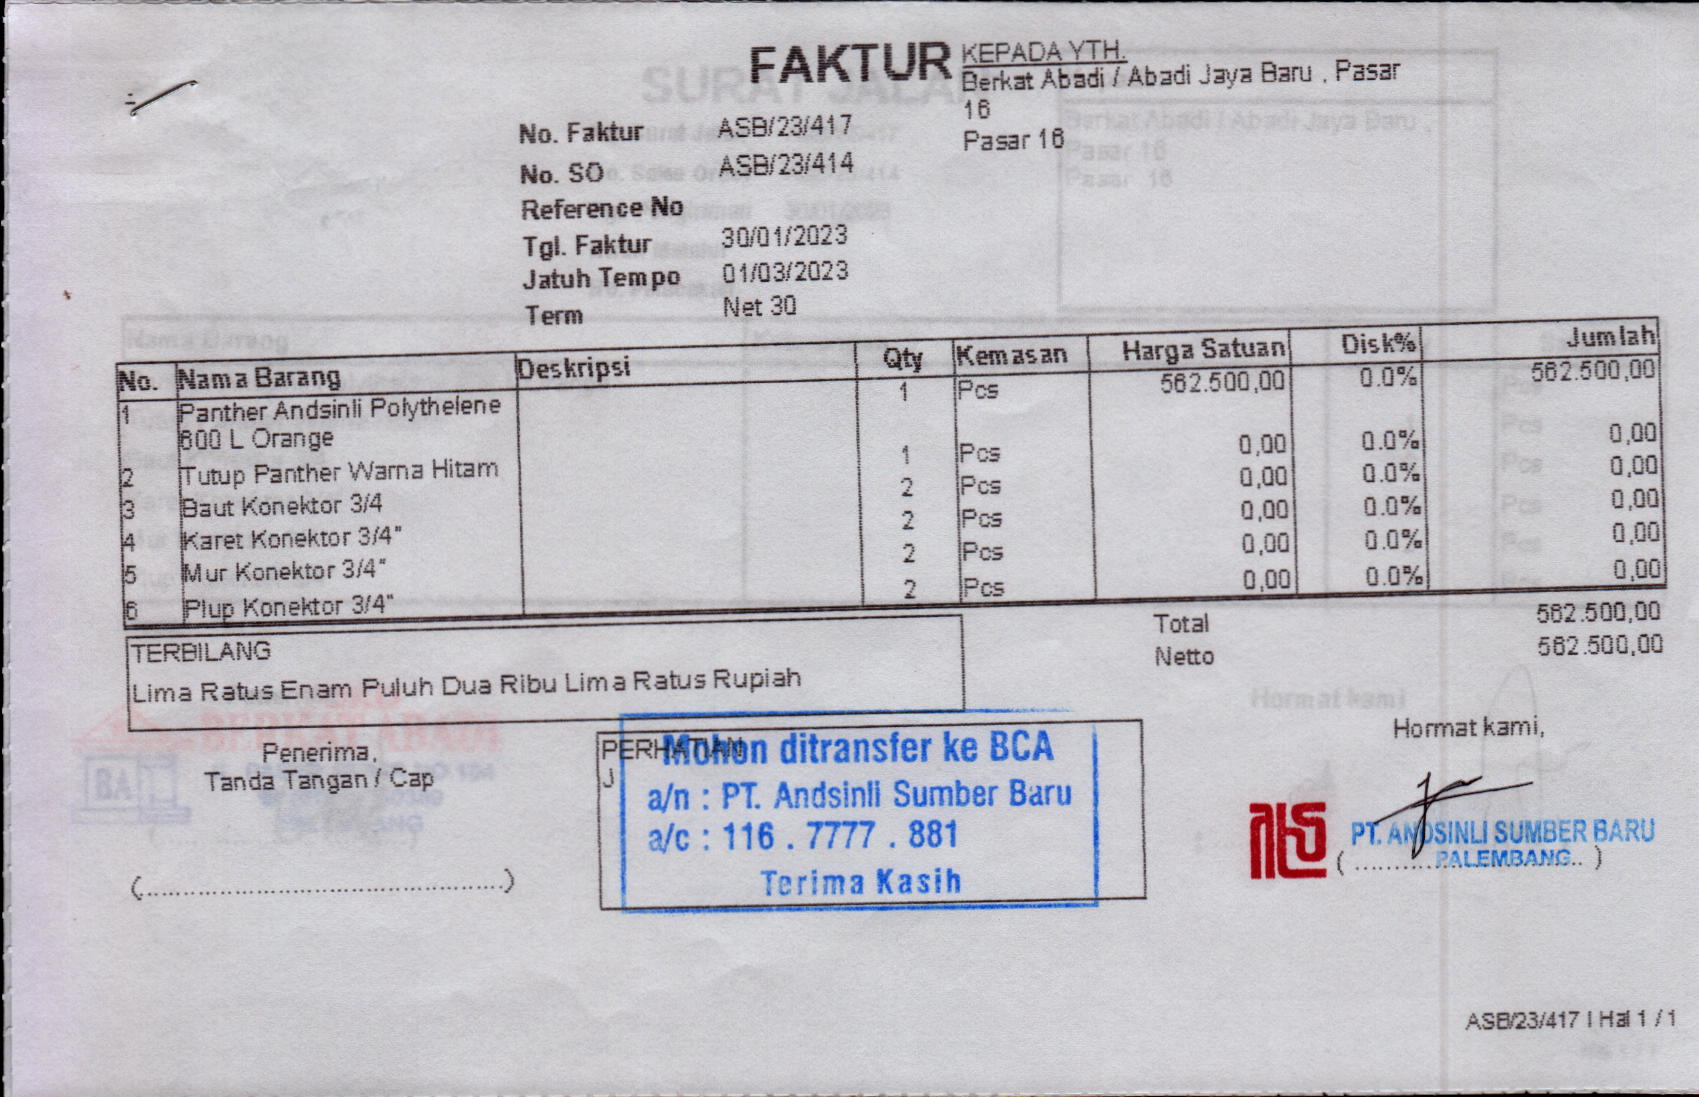 FAKTUR
KEPADA YTH.
Berkat Abadi / Abadi Jaya Baru , Pasar
16
Pasar 16
No. Faktur ASB/23/417
No. SO ASB/23/414
Reference No
Tgl. Faktur 30/01/2023
Jatuh Tempo 01/03/2023
Term Net 30
No. Nama Barang Deskripsi Qty Kemasan Harga Satuan Disk% Jumlah
1 Panther Andsinli Polythelene 1 Pcs 562.500,00 0.0% 562.500,00
600 L Orange
2 Tutup Panther Warna Hitam 1 Pcs 0,00 0.0% 0,00
3 Baut Konektor 3/4 2 Pcs 0,00 0.0% 0,00
4 Karet Konektor 3/4" 2 Pcs 0,00 0.0% 0,00
5 Mur Konektor 3/4" 2 Pcs 0,00 0.0% 0,00
6 Plup Konektor 3/4" 2 Pcs 0,00 0.0% 0,00
Total 562.500,00
Netto 562.500,00
TERBILANG
Lima Ratus Enam Puluh Dua Ribu Lima Ratus Rupiah
Penerima,
Tanda Tangan / Cap
(................................................)
PERHATIAN
J
Mohon ditransfer ke BCA
a/n : PT. Andsinli Sumber Baru
a/c : 116 . 7777 . 881
Terima Kasih
Hormat kami,
PT. ANDSINLI SUMBER BARU
PALEMBANG
ASB/23/417 | Hal 1 / 1